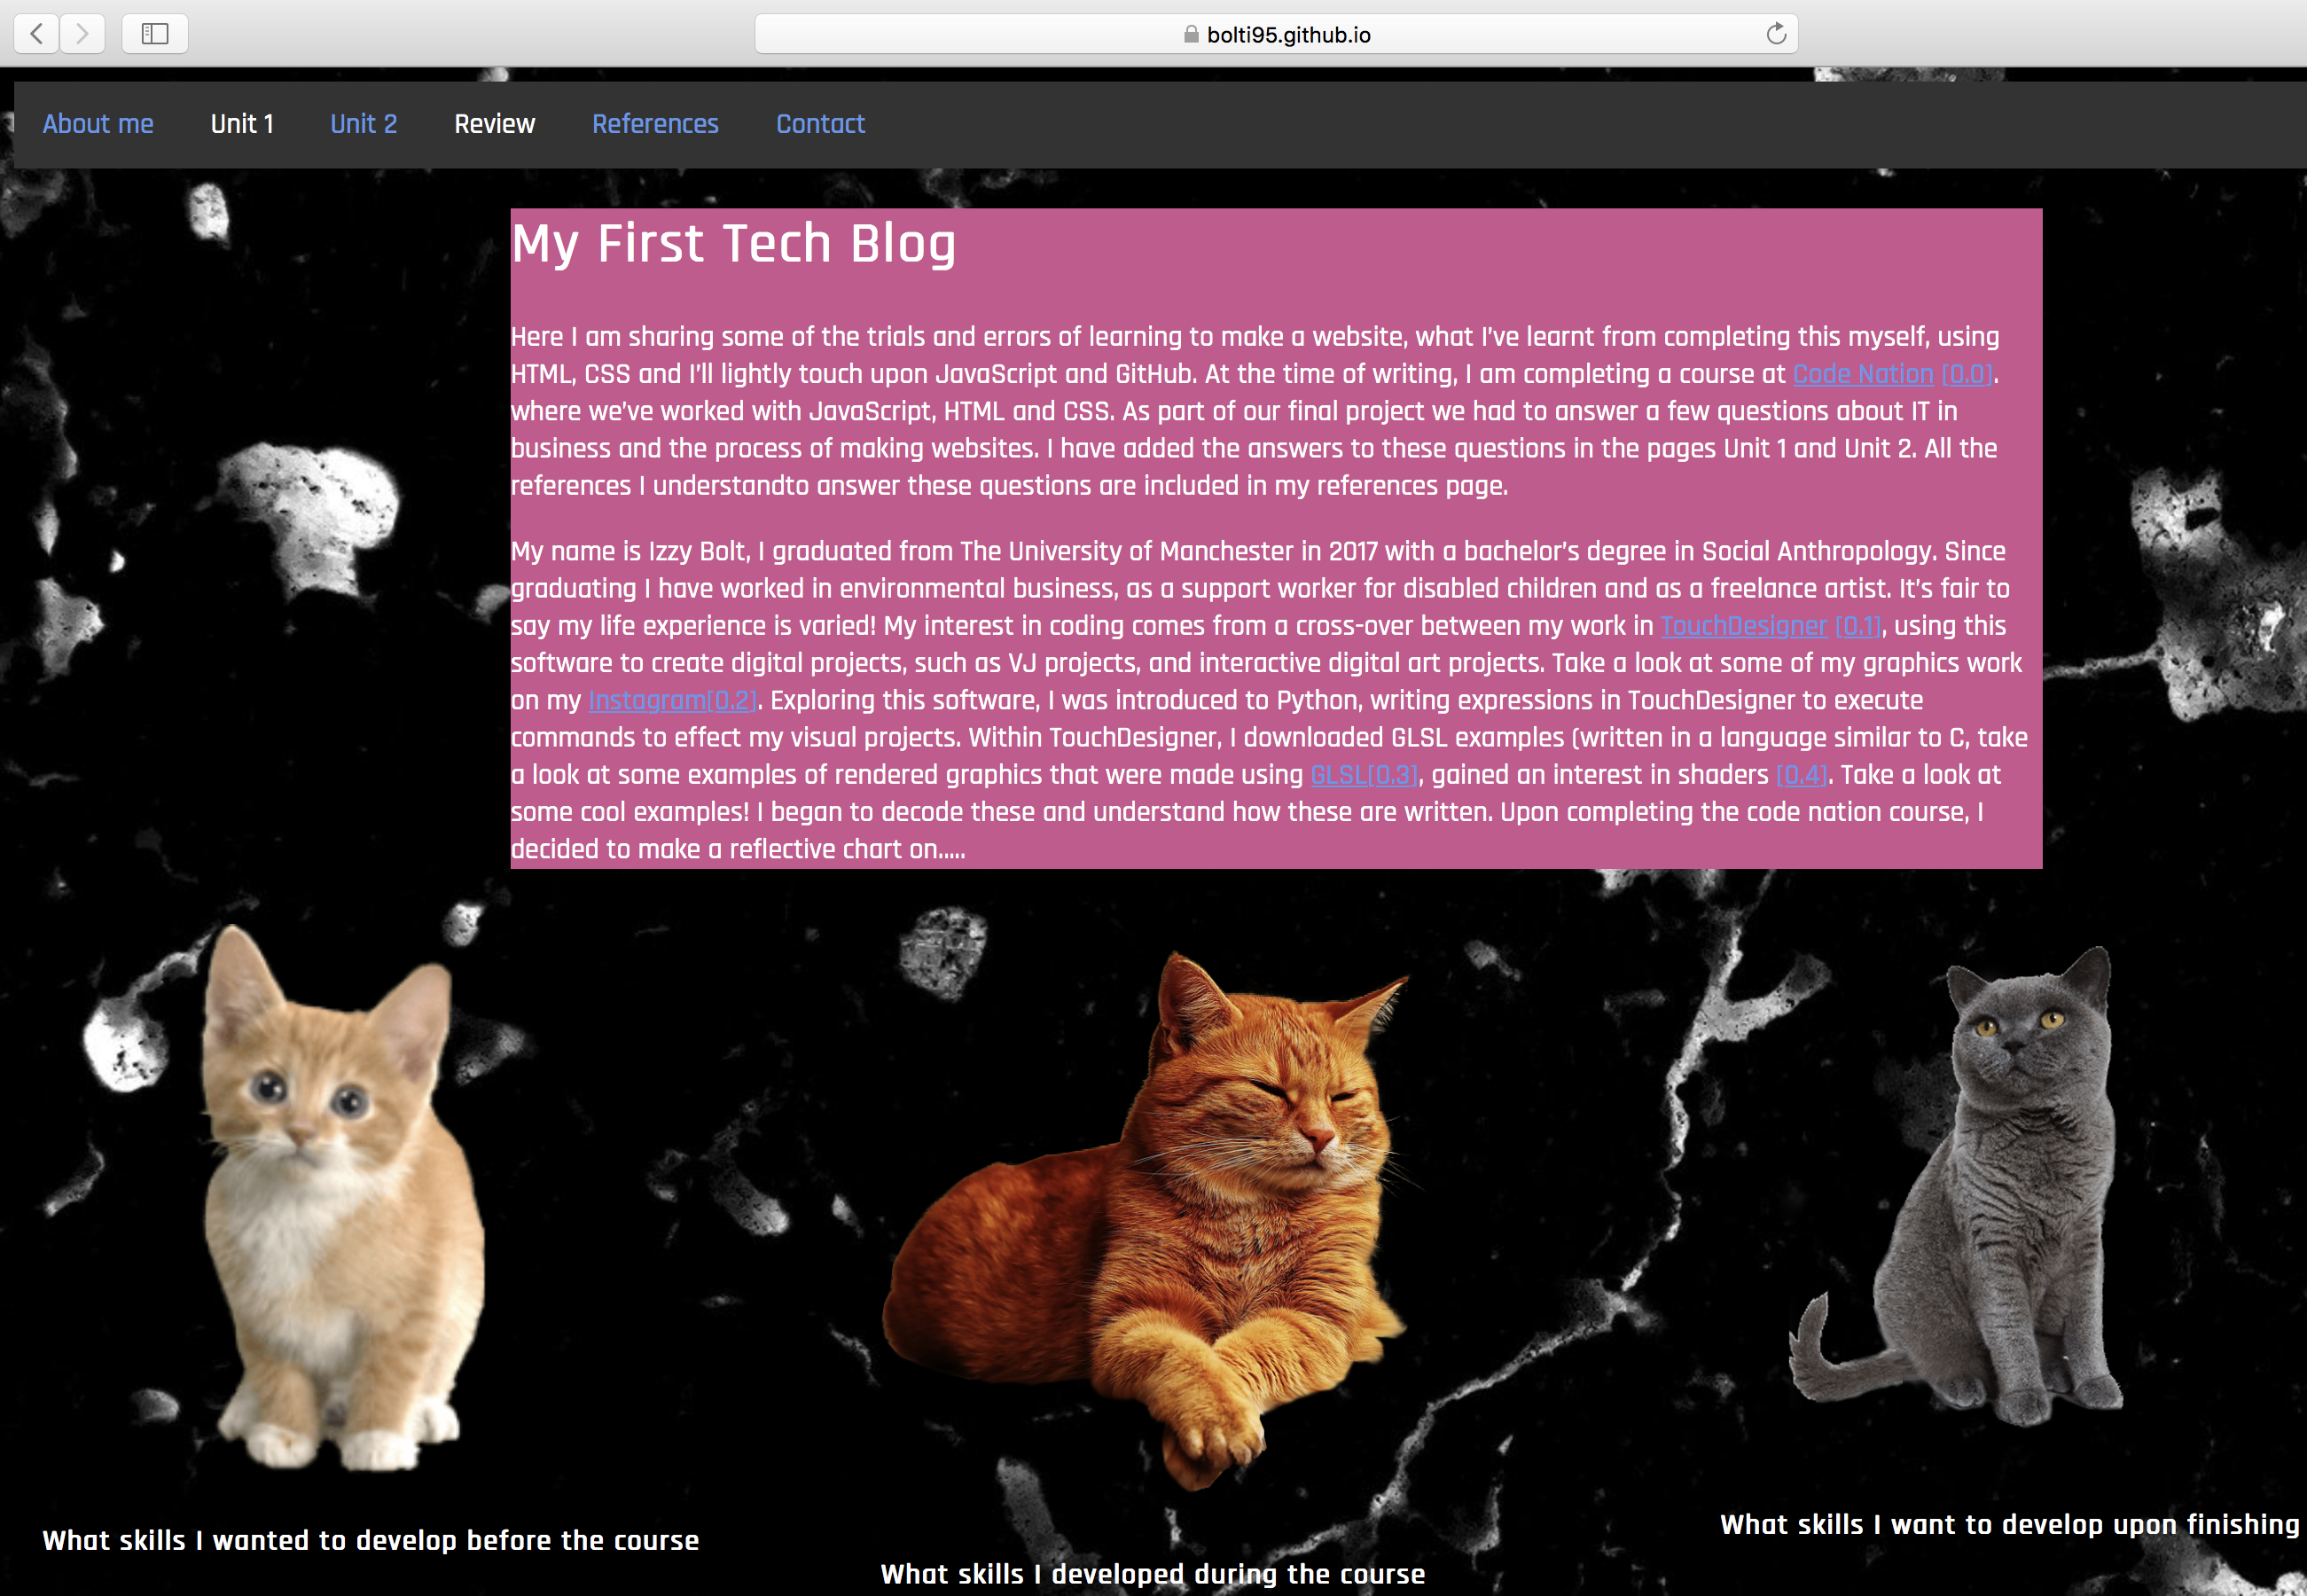 bolti95.github.io
About me Unit 1 Unit 2 Review References Contact
My First Tech Blog
Here I am sharing some of the trials and errors of learning to make a website, what I've learnt from completing this myself, using
HTML, CSS and I'll lightly touch upon JavaScript and GitHub. At the time of writing, I am completing a course at Code Nation [0.0].
where we've worked with JavaScript, HTML and CSS. As part of our final project we had to answer a few questions about IT in
business and the process of making websites. I have added the answers to these questions in the pages Unit 1 and Unit 2. All the
references I understandto answer these questions are included in my references page.
My name is Izzy Bolt, I graduated from The University of Manchester in 2017 with a bachelor's degree in Social Anthropology. Since
graduating I have worked in environmental business, as a support worker for disabled children and as a freelance artist. It's fair to
say my life experience is varied! My interest in coding comes from a cross-over between my work in TouchDesigner [0.1], using this
software to create digital projects, such as VJ projects, and interactive digital art projects. Take a look at some of my graphics work
on my Instagram[0.2]. Exploring this software, I was introduced to Python, writing expressions in TouchDesigner to execute
commands to effect my visual projects. Within TouchDesigner, I downloaded GLSL examples (written in a language similar to C, take
a look at some examples of rendered graphics that were made using GLSL[0.3], gained an interest in shaders [0.4]. Take a look at
some cool examples! I began to decode these and understand how these are written. Upon completing the code nation course, I
decided to make a reflective chart on.....
What skills I wanted to develop before the course
What skills I developed during the course
What skills I want to develop upon finishing